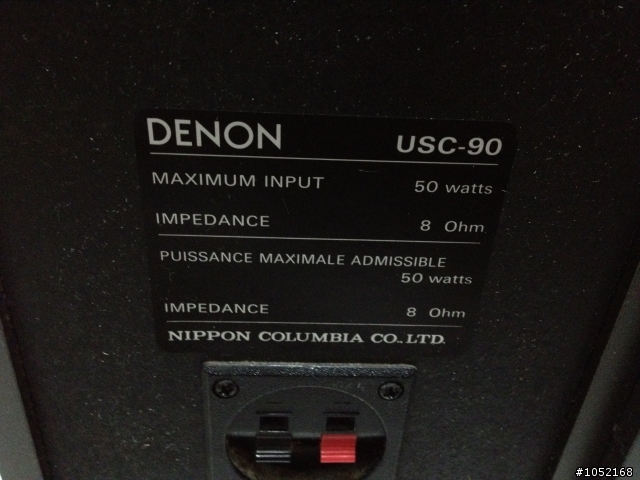 DENON USC-90
MAXIMUM INPUT 50 watts
IMPEDANCE 8 Ohm
PUISSANCE MAXIMALE ADMISSIBLE
50 watts
IMPEDANCE 8 Ohm
NIPPON COLUMBIA CO.,LTD.
#1052168